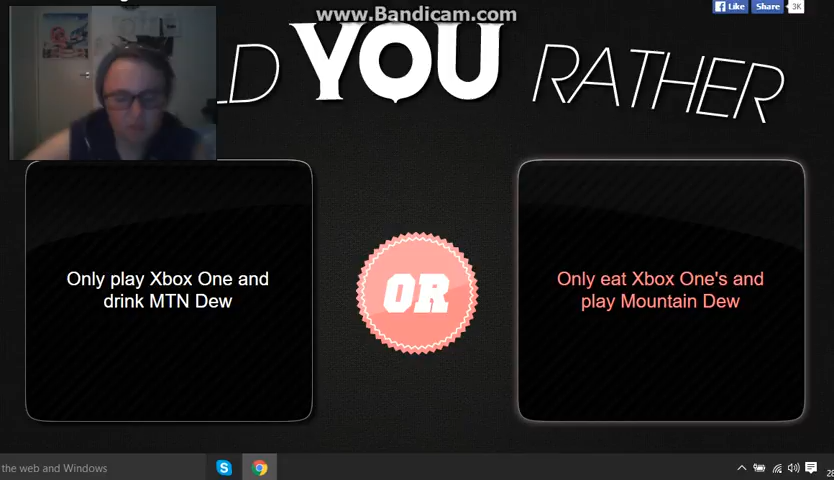 www.Bandicam.com
Like Share 3K
LD YOU RATHER
Only play Xbox One and
drink MTN Dew
OR
Only eat Xbox One's and
play Mountain Dew
the web and Windows
28